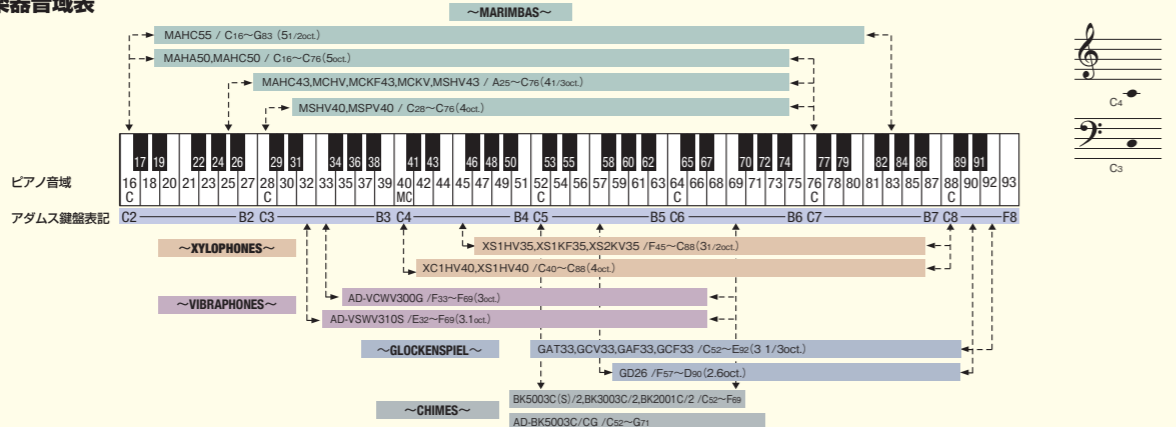 楽器音域表
~MARIMBAS~
MAHC55 / C16~G83 (51/2oct.)
MAHA50,MAHC50 / C16~C76(5oct.)
MAHC43,MCHV,MCKF43,MCKV,MSHV43 / A25~C76(41/3oct.)
MSHV40,MSPV40 / C28~C76(4oct.)
C4
C3
17 19 22 24 26 29 31 34 36 38 41 43 46 48 50 53 55 58 60 62 65 67 70 72 74 77 79 82 84 86 89 91
ピアノ音域 16 18 20 21 23 25 27 28 30 32 33 35 37 39 40 42 44 45 47 49 51 52 54 56 57 59 61 63 64 66 68 69 71 73 75 76 78 80 81 83 85 87 88 90 92 93
C C MC C C C C
アダムス鍵盤表記 C2 B2 C3 B3 C4 B4 C5 B5 C6 B6 C7 B7 C8 F8
~XYLOPHONES~
XS1HV35,XS1KF35,XS2KV35 /F45~C88(31/2oct.)
XC1HV40,XS1HV40 /C40~C88(4oct.)
~VIBRAPHONES~
AD-VCWV300G /F33~F69(3oct.)
AD-VSWV310S /E32~F69(3.1oct.)
~GLOCKENSPIEL~
GAT33,GCV33,GAF33,GCF33 /C52~E92(3 1/3oct.)
GD26 /F57~D90(2.6oct.)
~CHIMES~
BK5003C(S)/2,BK3003C/2,BK2001C/2 /C52~F69
AD-BK5003C/CG /C52~G71